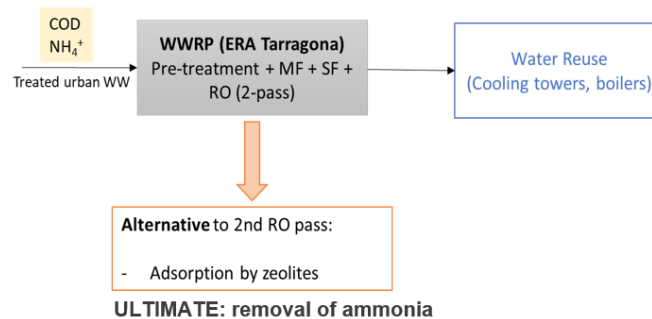 COD
NH₄⁺
Treated urban WW
WWRP (ERA Tarragona)
Pre-treatment + MF + SF +
RO (2-pass)
Water Reuse
(Cooling towers, boilers)
Alternative to 2nd RO pass:
- Adsorption by zeolites
ULTIMATE: removal of ammonia